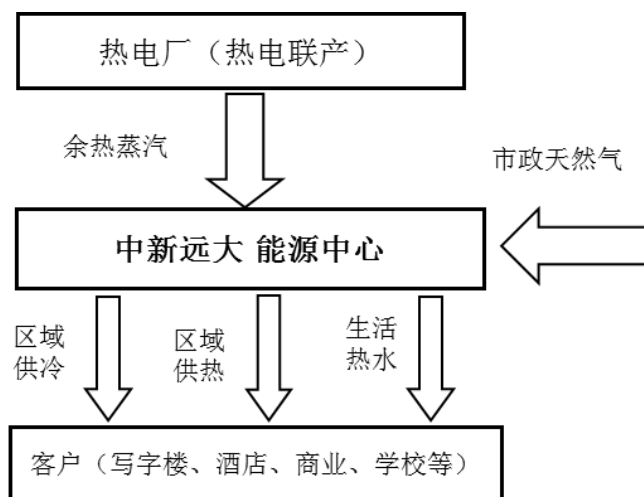 热电厂（热电联产）
余热蒸汽
市政天然气
中新远大 能源中心
区域
供冷
区域
供热
生活
热水
客户（写字楼、酒店、商业、学校等）